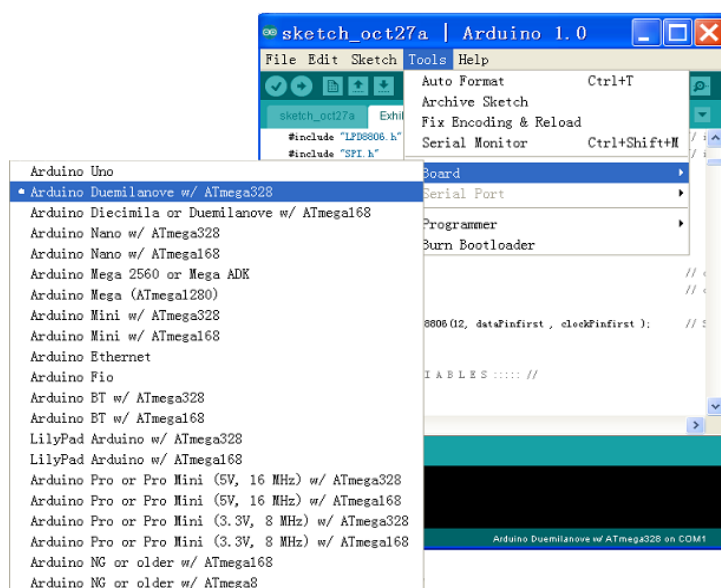 sketch_oct27a | Arduino 1.0
File Edit Sketch Tools Help
Auto Format Ctrl+T
Archive Sketch
Fix Encoding & Reload
Serial Monitor Ctrl+Shift+M
Board
Serial Port
Programmer
Burn Bootloader
sketch_oct27a Exhi
#include "LPD8806.h" // i
#include "SPI.h" // i
Arduino Uno
Arduino Duemilanove w/ ATmega328
Arduino Diecimila or Duemilanove w/ ATmega168
Arduino Nano w/ ATmega328
Arduino Nano w/ ATmega168
Arduino Mega 2560 or Mega ADK
Arduino Mega (ATmega1280)
Arduino Mini w/ ATmega328
Arduino Mini w/ ATmega168
Arduino Ethernet
Arduino Fio
Arduino BT w/ ATmega328
Arduino BT w/ ATmega168
LilyPad Arduino w/ ATmega328
LilyPad Arduino w/ ATmega168
Arduino Pro or Pro Mini (5V, 16 MHz) w/ ATmega328
Arduino Pro or Pro Mini (5V, 16 MHz) w/ ATmega168
Arduino Pro or Pro Mini (3.3V, 8 MHz) w/ ATmega328
Arduino Pro or Pro Mini (3.3V, 8 MHz) w/ ATmega168
Arduino NG or older w/ ATmega168
Arduino NG or older w/ ATmega8
//
//
8806(12, dataPinfirst , clockPinfirst ); //
I A B L E S ::::: //
Arduino Duemilanove w/ ATmega328 on COM1